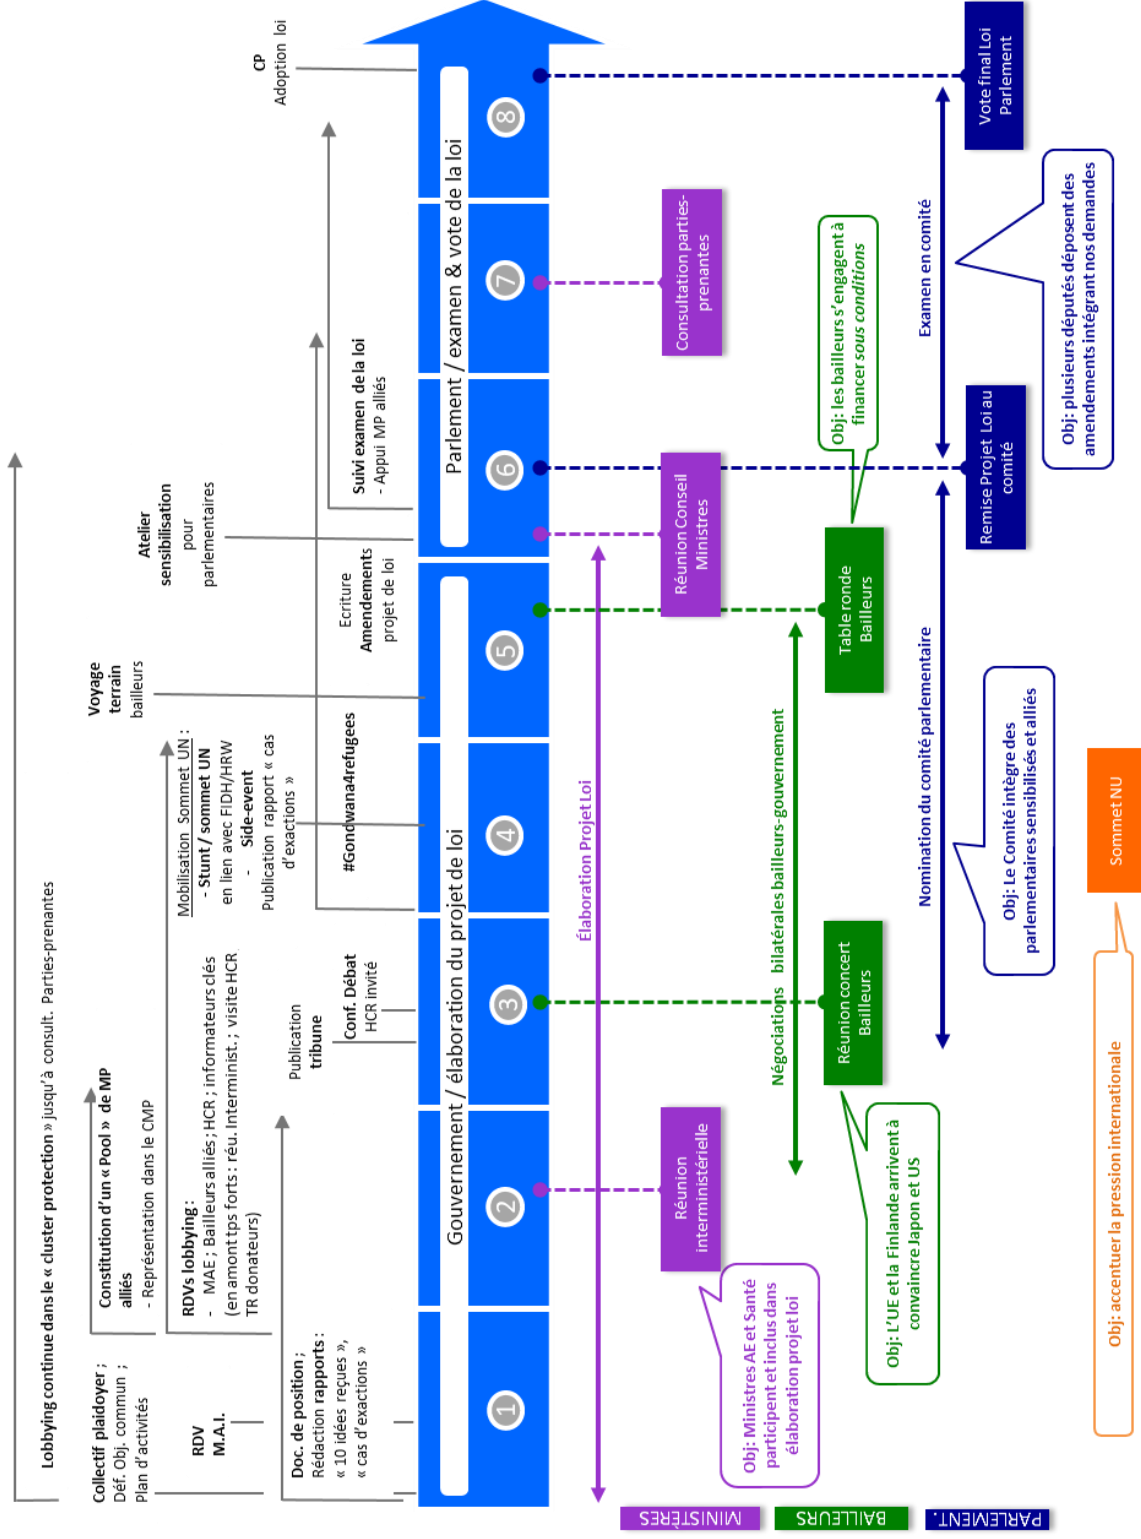 Lobbying continue dans le « cluster protection » jusqu'à consult. Parties-prenantes
Collectif plaidoyer ;
Déf. Obj. commun ;
Plan d'activités
Constitution d'un « Pool » de MP
alliés
- Représentation dans le CMP
RDV
M.A.I.
RDVs lobbying :
- MAE ; Bailleurs alliés ; HCR ; informateurs clés
(en amont tps forts : réu. Interminist. ; visite HCR
TR donateurs)
Doc. de position ;
Rédaction rapports :
« 10 idées reçues »,
« cas d'exactions »
Publication
tribune
Conf. Débat
HCR invité
Mobilisation Sommet UN :
- Stunt / sommet UN
en lien avec FIDH/HRW
- Side-event
Publication rapport « cas
d'exactions »
#Gondwana4refugees
Voyage
terrain
bailleurs
Atelier
sensibilisation
pour
parlementaires
Ecriture
Amendements
projet de loi
Suivi examen de la loi
- Appui MP alliés
CP
Adoption loi
Gouvernement / élaboration du projet de loi
Parlement / examen & vote de la loi
1
2
3
4
5
6
7
8
MINISTÈRES
Élaboration Projet Loi
Réunion
interministérielle
Obj: Ministres AE et Santé
participent et inclus dans
élaboration projet loi
Réunion Conseil
Ministres
Consultation parties-
prenantes
BAILLEURS
Négociations bilatérales bailleurs-gouvernement
Réunion concert
Bailleurs
Obj: L'UE et la Finlande arrivent à
convaincre Japon et US
Table ronde
Bailleurs
Obj: les bailleurs s'engagent à
financer sous conditions
PARLEMENT.
Nomination du comité parlementaire
Obj: Le Comité intègre des
parlementaires sensibilisés et alliés
Remise Projet Loi au
comité
Examen en comité
Obj: plusieurs députés déposent des
amendements intégrant nos demandes
Vote final Loi
Parlement
Obj: accentuer la pression internationale
Sommet NU